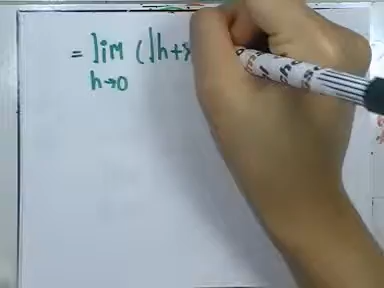 = lim (√h+
h→0